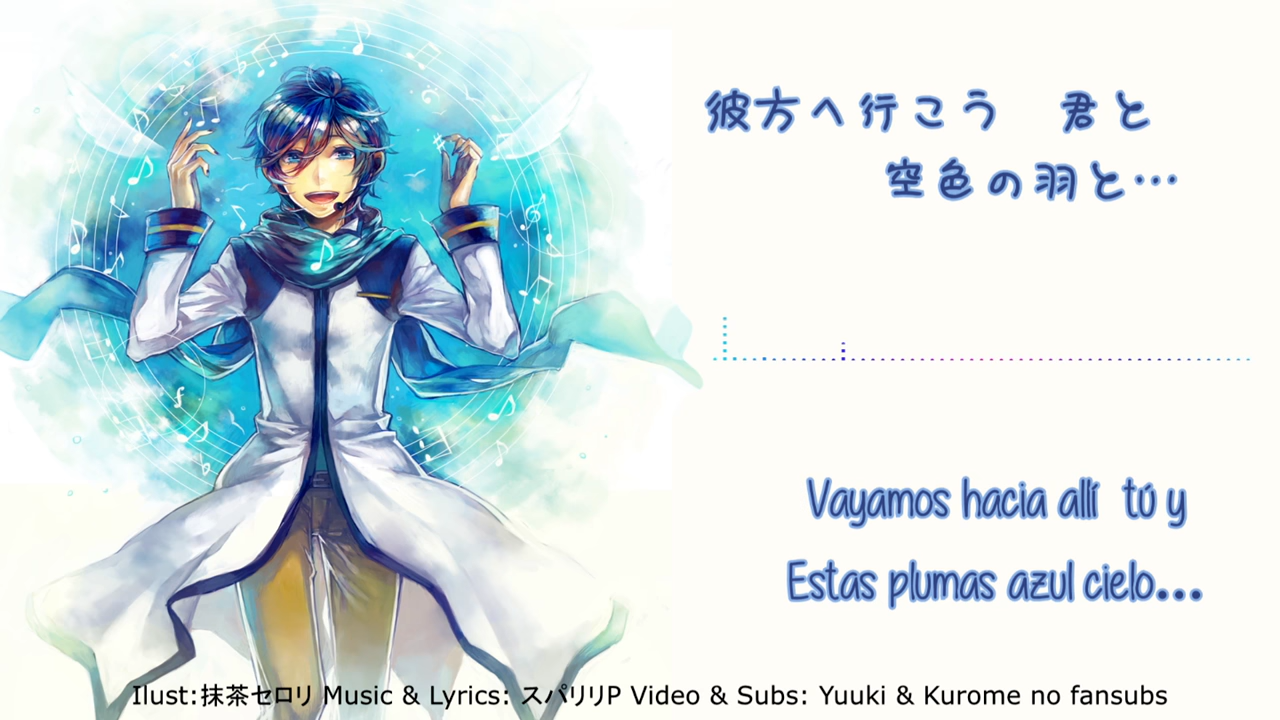 彼方へ行こう　君と
空色の羽と…
Vayamos hacia allí tú y
Estas plumas azul cielo...
Ilust:抹茶セロリ Music & Lyrics: スパリリP Video & Subs: Yuuki & Kurome no fansubs